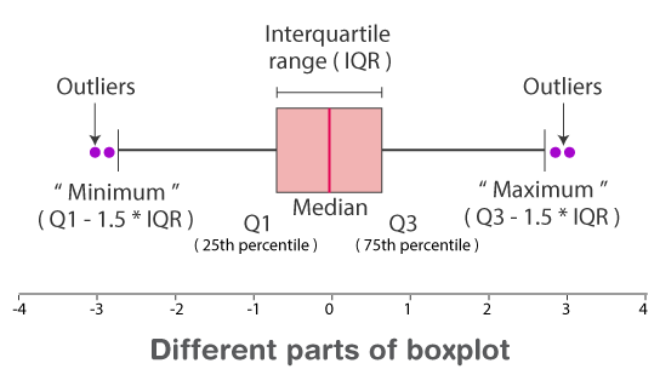 Interquartile
range ( IQR )
Outliers
Outliers
“ Minimum ”
( Q1 - 1.5 * IQR )
Median
“ Maximum ”
( Q3 - 1.5 * IQR )
Q1
( 25th percentile )
Q3
( 75th percentile )
-4 -3 -2 -1 0 1 2 3 4
Different parts of boxplot